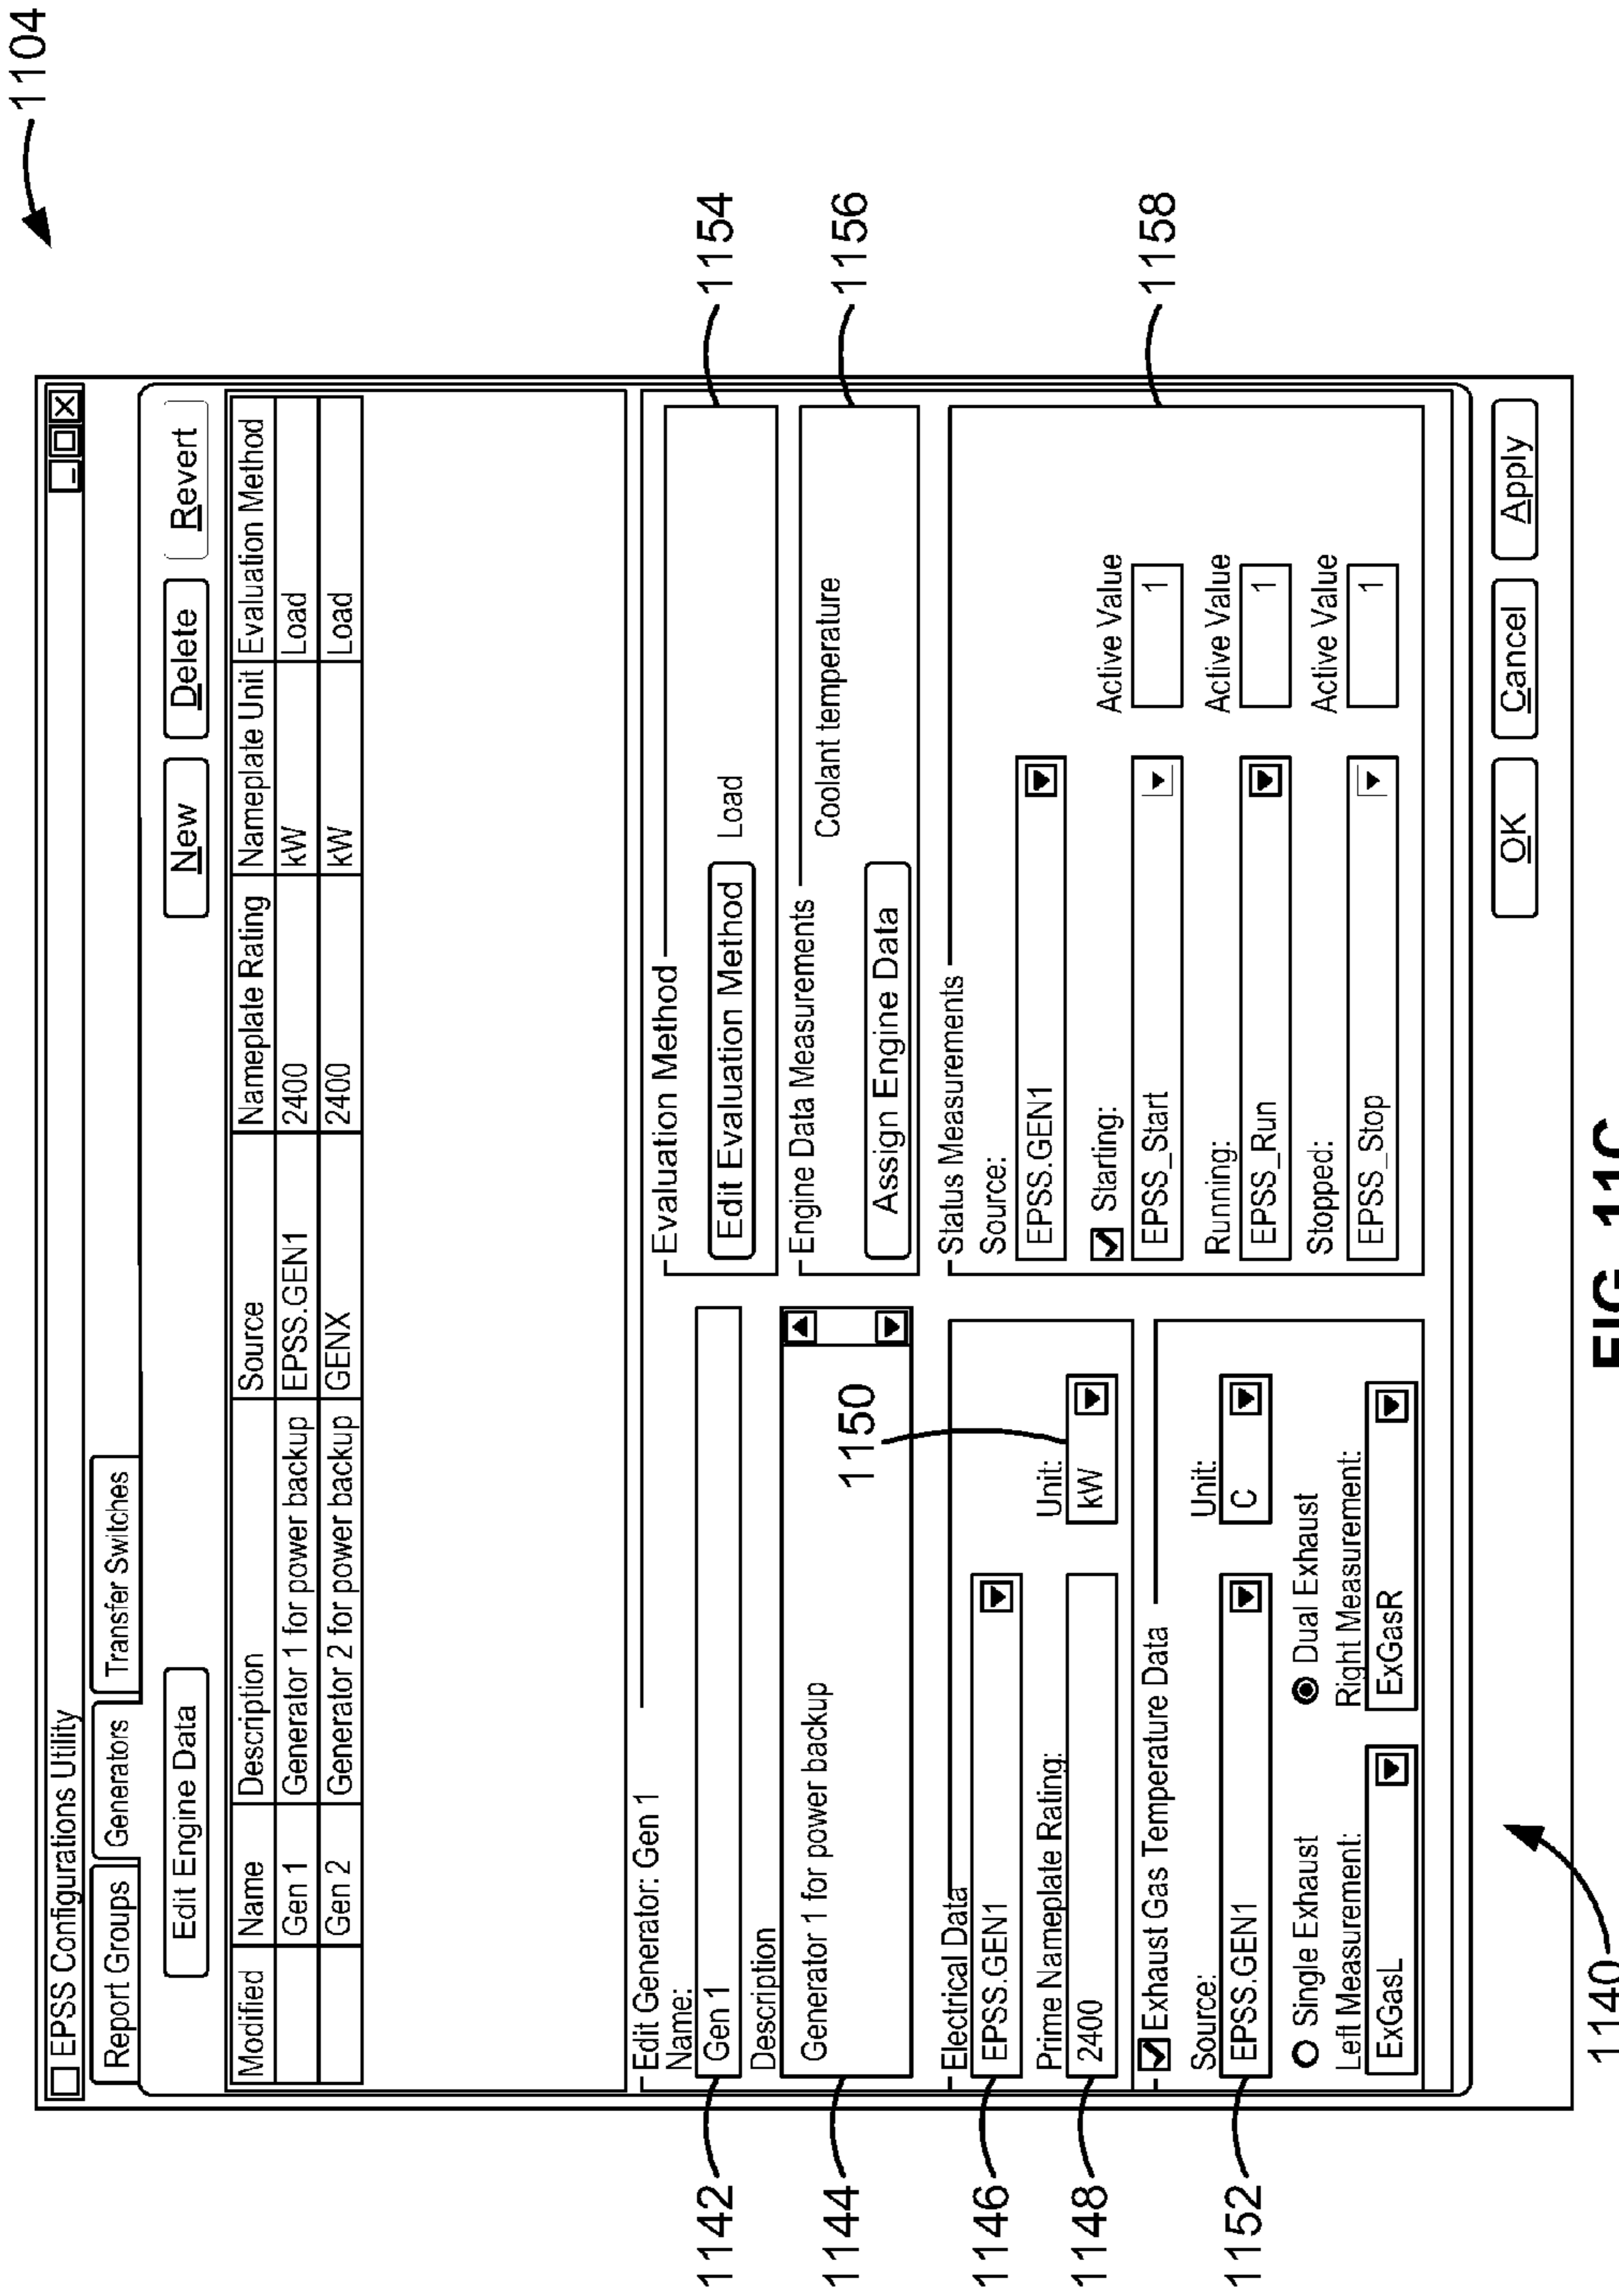 1104
EPSS Configurations Utility
Report Groups Generators Transfer Switches
Edit Engine Data New Delete Revert
Modified Name Description Source Nameplate Rating Nameplate Unit Evaluation Method
Gen 1 Generator 1 for power backup EPSS.GEN1 2400 kW Load
Gen 2 Generator 2 for power backup GENX 2400 kW Load
Edit Generator: Gen 1
Name:
Gen 1
1142
Description
Generator 1 for power backup
1144
1150
Electrical Data
EPSS.GEN1
1146
Prime Nameplate Rating: Unit:
2400 kW
1148
Exhaust Gas Temperature Data
Source: Unit:
EPSS.GEN1 C
1152
Single Exhaust Dual Exhaust
Left Measurement: Right Measurement:
ExGasL ExGasR
Evaluation Method
Edit Evaluation Method Load
1154
Engine Data Measurements
Coolant temperature
Assign Engine Data
1156
Status Measurements
Source:
EPSS.GEN1
Starting: Active Value
EPSS_Start 1
1158
Running: Active Value
EPSS_Run 1
Stopped: Active Value
EPSS_Stop 1
OK Cancel Apply
1140
FIG. 11C